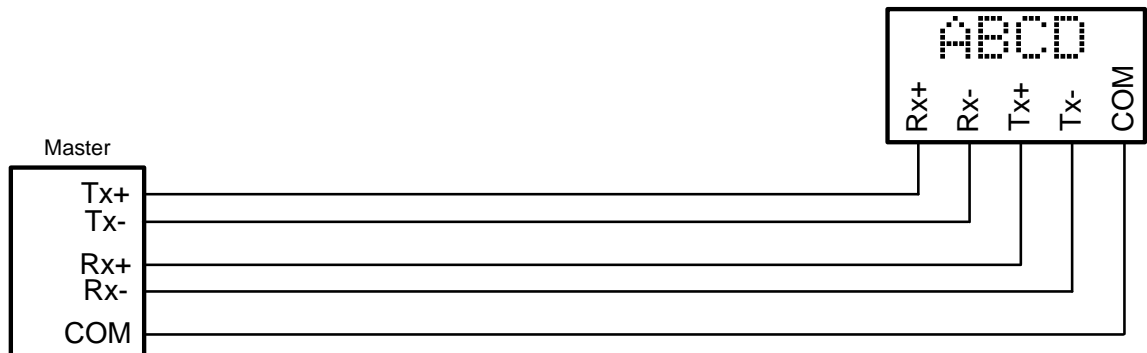 ABCD
Rx+
Rx-
Tx+
Tx-
COM
Master
Tx+
Tx-
Rx+
Rx-
COM